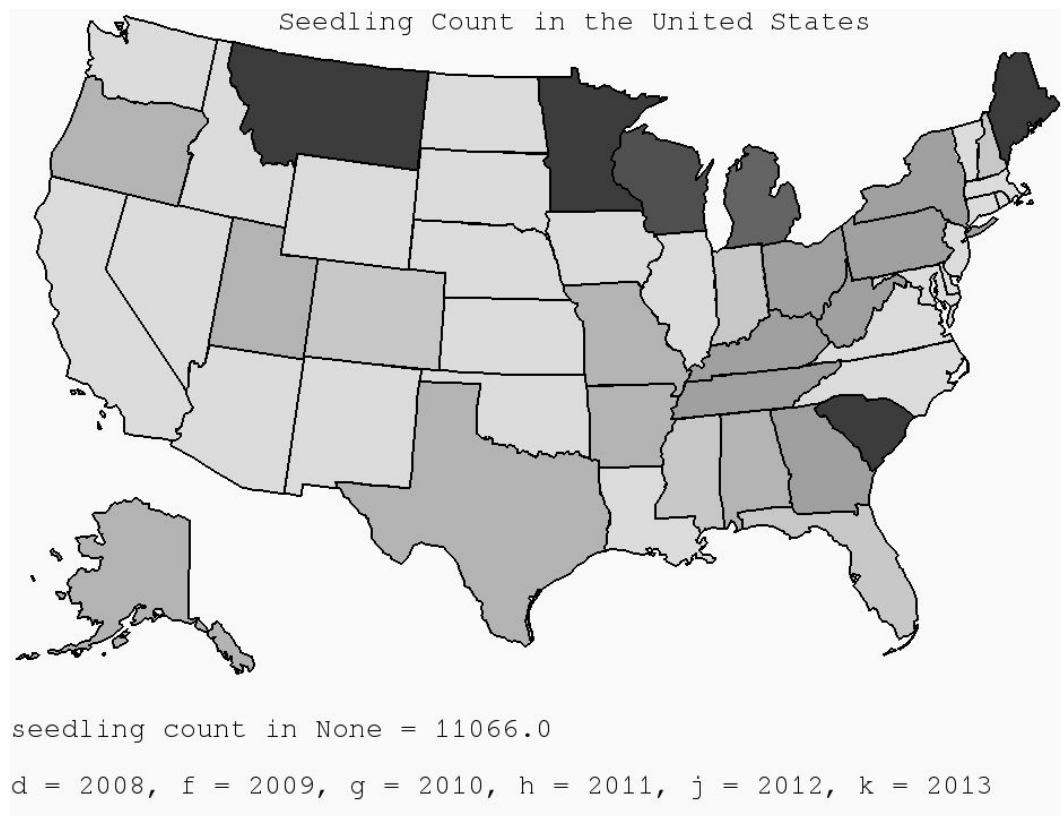 Seedling Count in the United States
seedling count in None = 11066.0
d = 2008, f = 2009, g = 2010, h = 2011, j = 2012, k = 2013